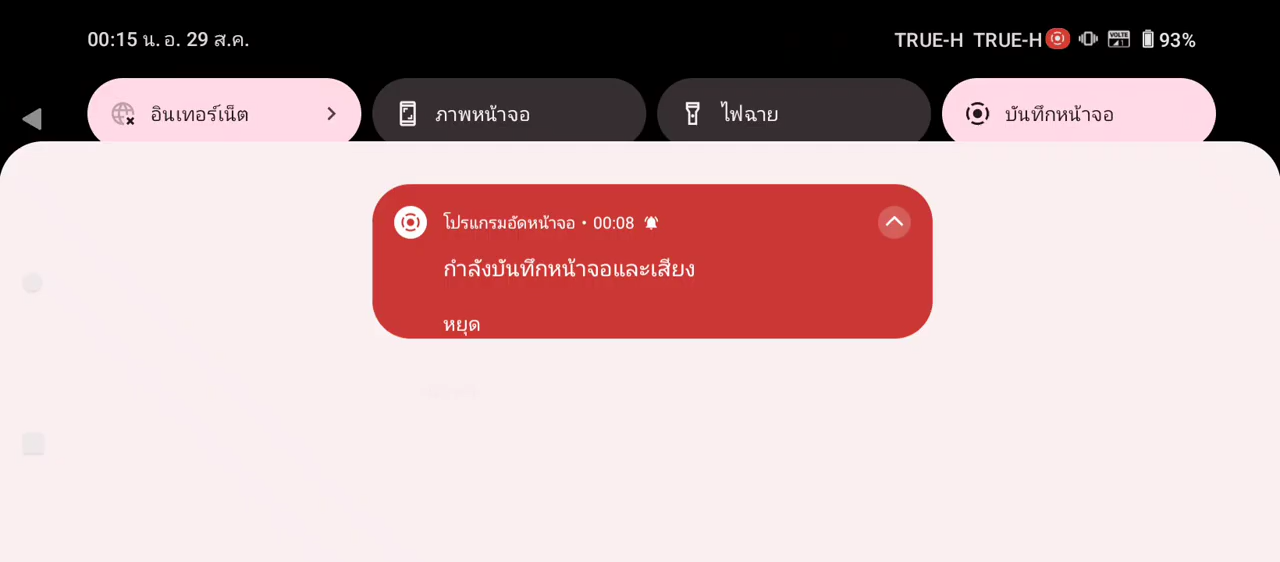 00:15 น. อ. 29 ส.ค.
TRUE-H TRUE-H VOLTE 1 93%
อินเทอร์เน็ต
ภาพหน้าจอ
ไฟฉาย
บันทึกหน้าจอ
โปรแกรมอัดหน้าจอ • 00:08
กำลังบันทึกหน้าจอและเสียง
หยุด